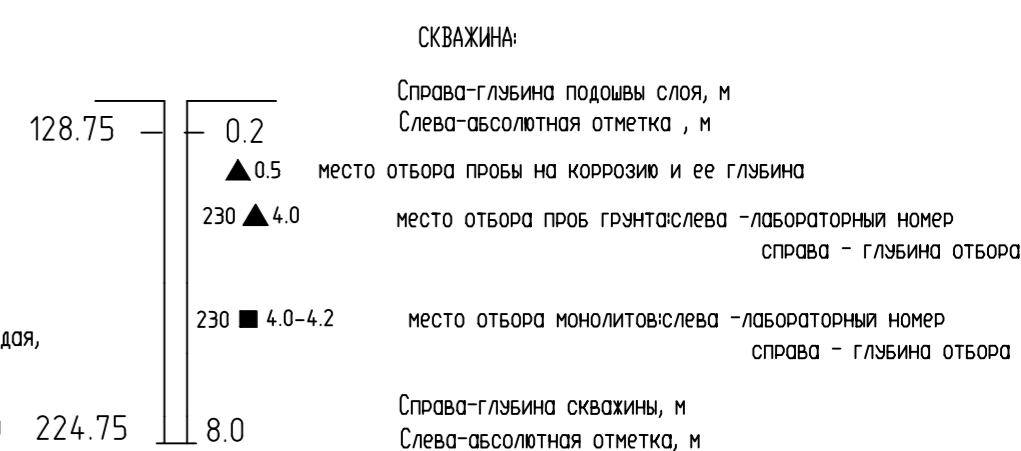 СКВАЖИНА:
Справа-глубина подошвы слоя, м
128.75 0.2 Слева-абсолютная отметка , м
0.5 место отбора пробы на коррозию и ее глубина
230 4.0 место отбора проб грунта:слева -лабораторный номер
справа - глубина отбора
230 4.0-4.2 место отбора монолитов:слева -лабораторный номер
дая,
справа - глубина отбора
Справа-глубина скважины, м
224.75 8.0
Слева-абсолютная отметка, м